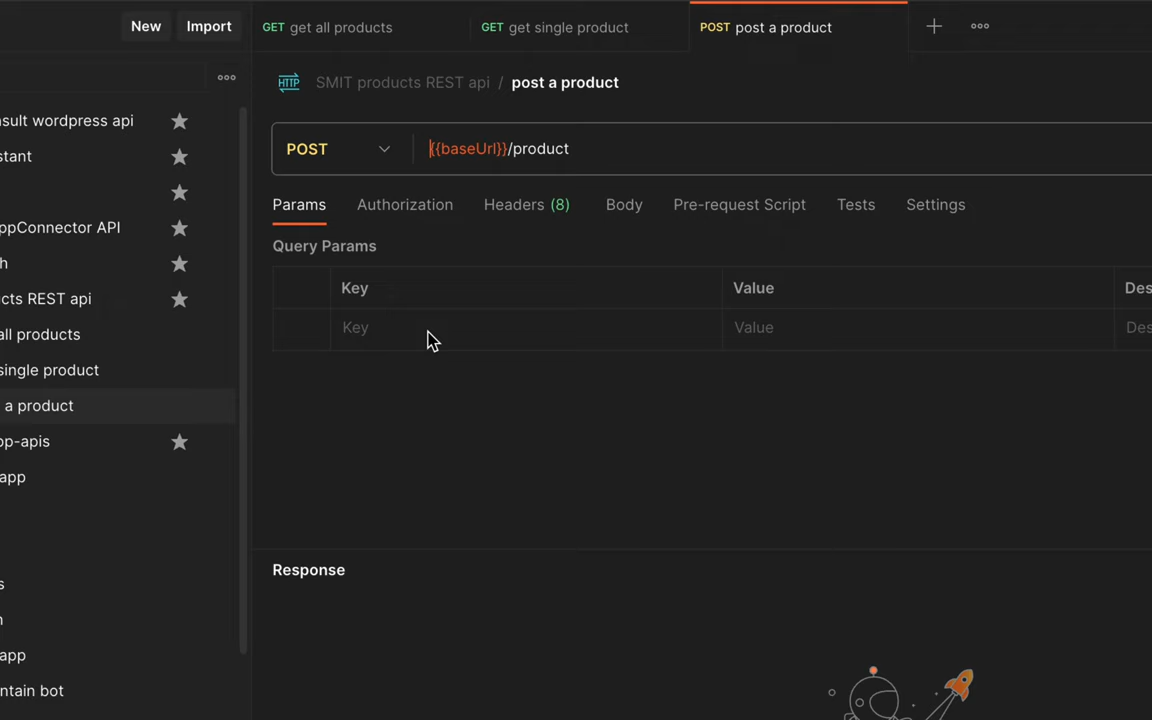 New
Import
GET get all products
GET get single product
POST post a product
HTTP SMIT products REST api / post a product
nsult wordpress api
stant
ppConnector API
h
cts REST api
all products
single product
a product
op-apis
app
s
n
app
ntain bot
POST
{{baseUrl}}/product
Params Authorization Headers (8) Body Pre-request Script Tests Settings
Query Params
Key Value Des
Key Value Des
Response